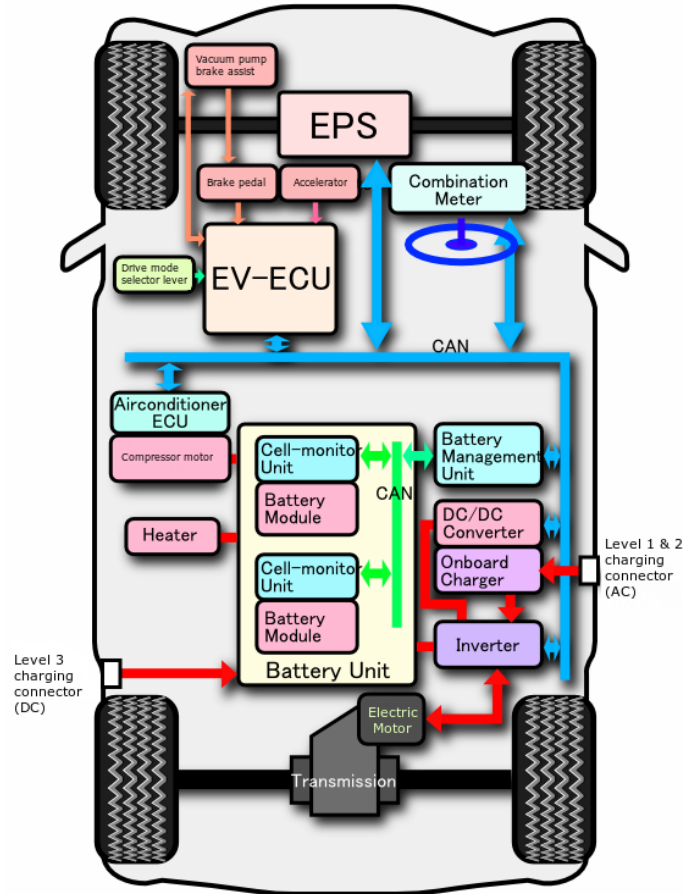 Vacuum pump
brake assist
EPS
Brake pedal
Accelerator
Combination
Meter
Drive mode
selector lever
EV-ECU
CAN
Airconditioner
ECU
Compressor motor
Cell-monitor
Unit
Battery
Module
Battery
Management
Unit
CAN
Heater
DC/DC
Converter
Onboard
Charger
Level 1 & 2
charging
connector
(AC)
Cell-monitor
Unit
Battery
Module
Inverter
Battery Unit
Level 3
charging
connector
(DC)
Electric
Motor
Transmission